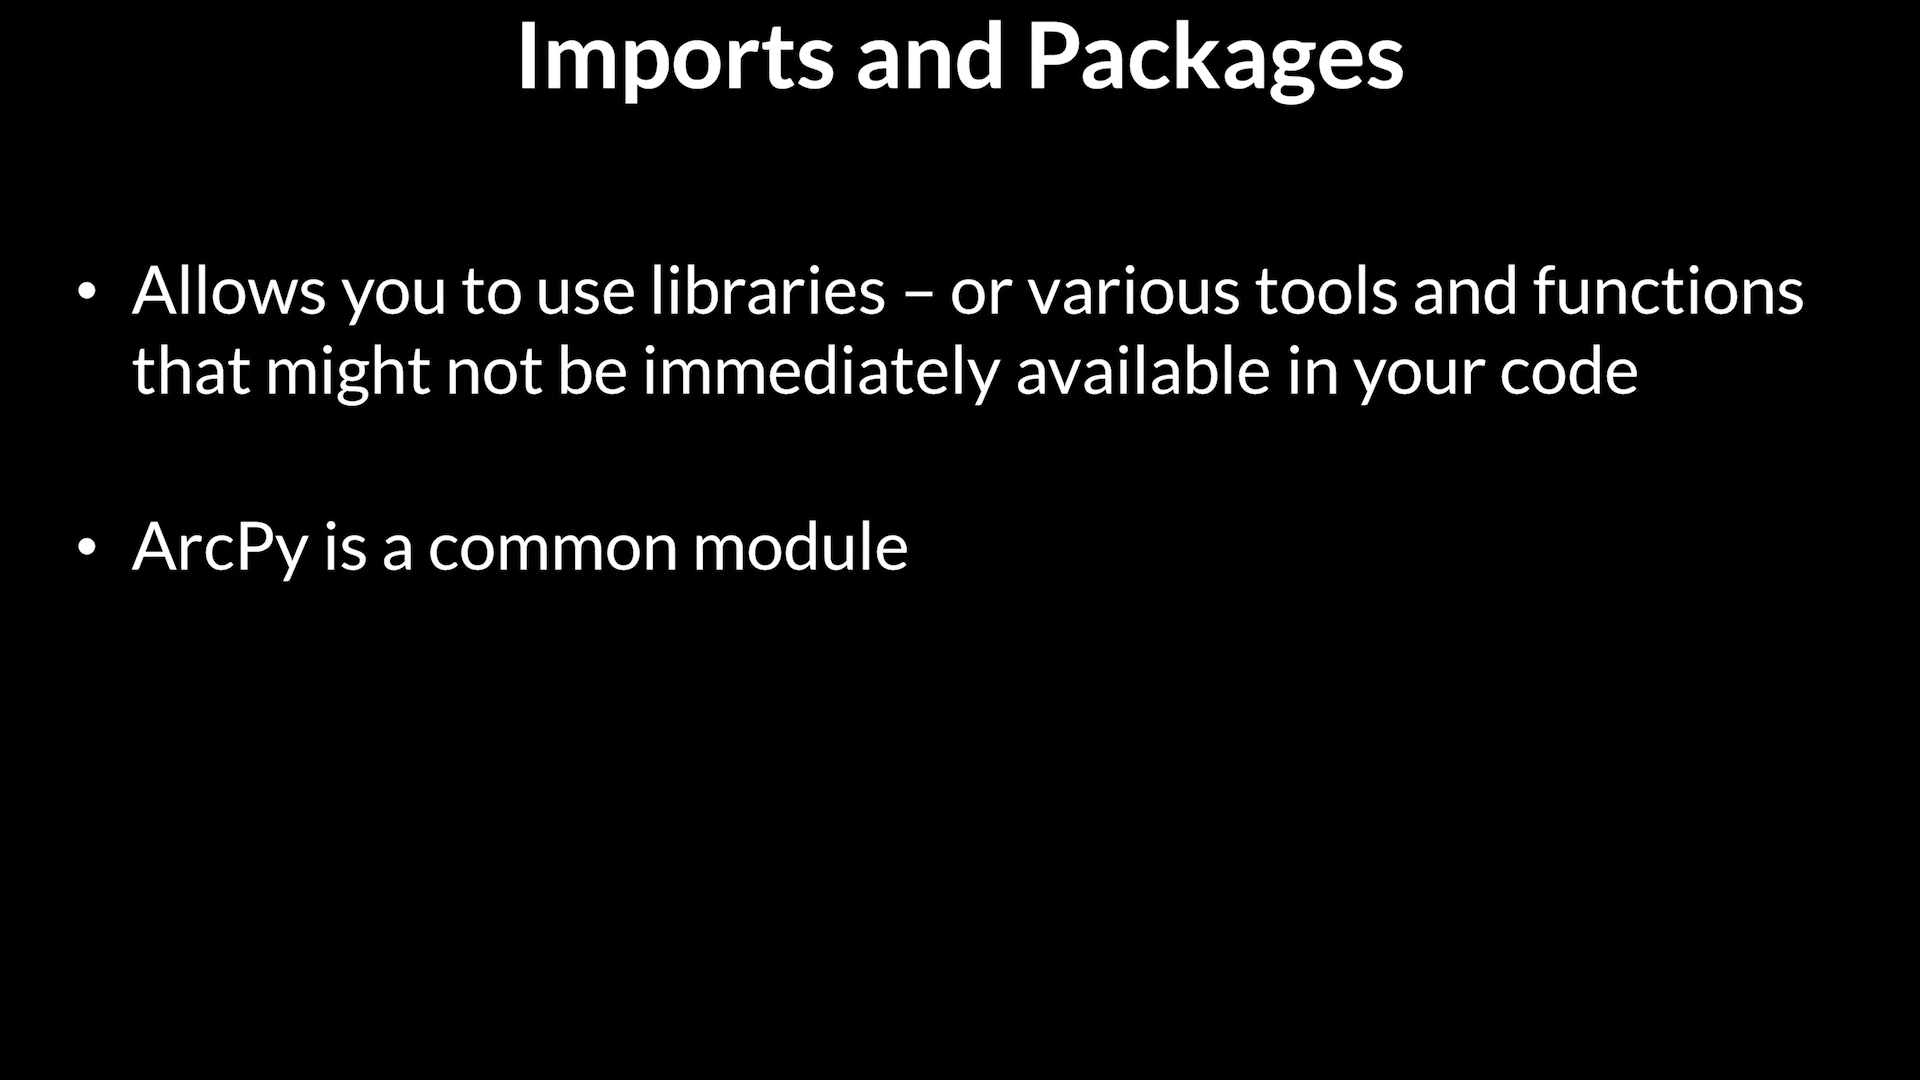 Imports and Packages
• Allows you to use libraries – or various tools and functions
that might not be immediately available in your code
• ArcPy is a common module